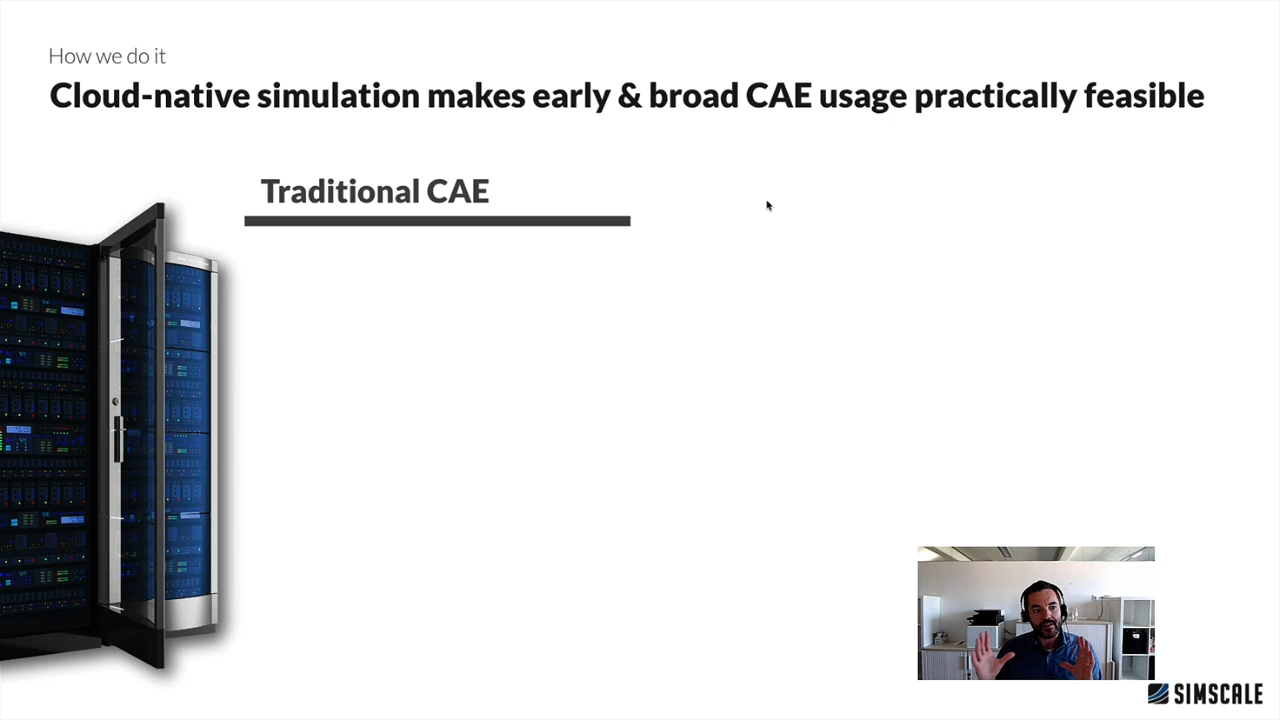 How we do it
Cloud-native simulation makes early & broad CAE usage practically feasible
Traditional CAE
SIMSCALE